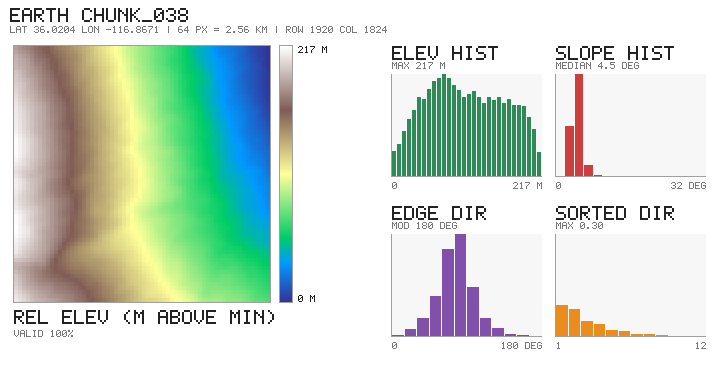 EARTH CHUNK_038
LAT 36.0204 LON -116.8671 | 64 PX = 2.56 KM | ROW 1920 COL 1824
217 M
0 M
REL ELEV (M ABOVE MIN)
VALID 100%
ELEV HIST
MAX 217 M
0 217 M
SLOPE HIST
MEDIAN 4.5 DEG
0 32 DEG
EDGE DIR
MOD 180 DEG
0 180 DEG
SORTED DIR
MAX 0.30
1 12